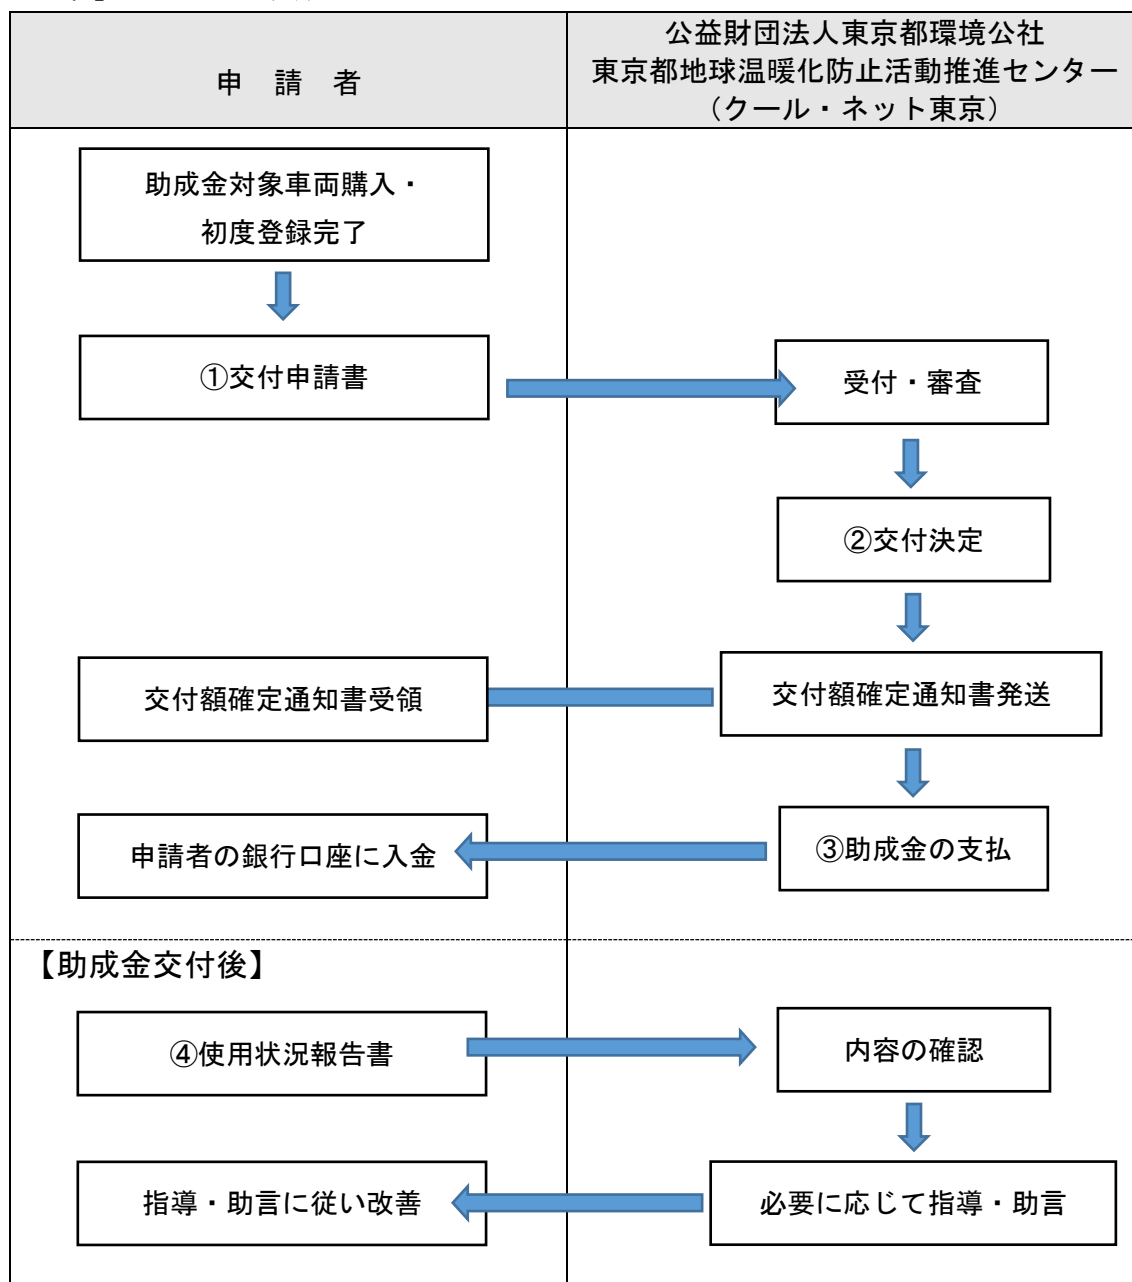 申 請 者
公益財団法人東京都環境公社
東京都地球温暖化防止活動推進センター
（クール・ネット東京）
助成金対象車両購入・
初度登録完了
①交付申請書
受付・審査
②交付決定
交付額確定通知書受領
交付額確定通知書発送
申請者の銀行口座に入金
③助成金の支払
【助成金交付後】
④使用状況報告書
内容の確認
指導・助言に従い改善
必要に応じて指導・助言